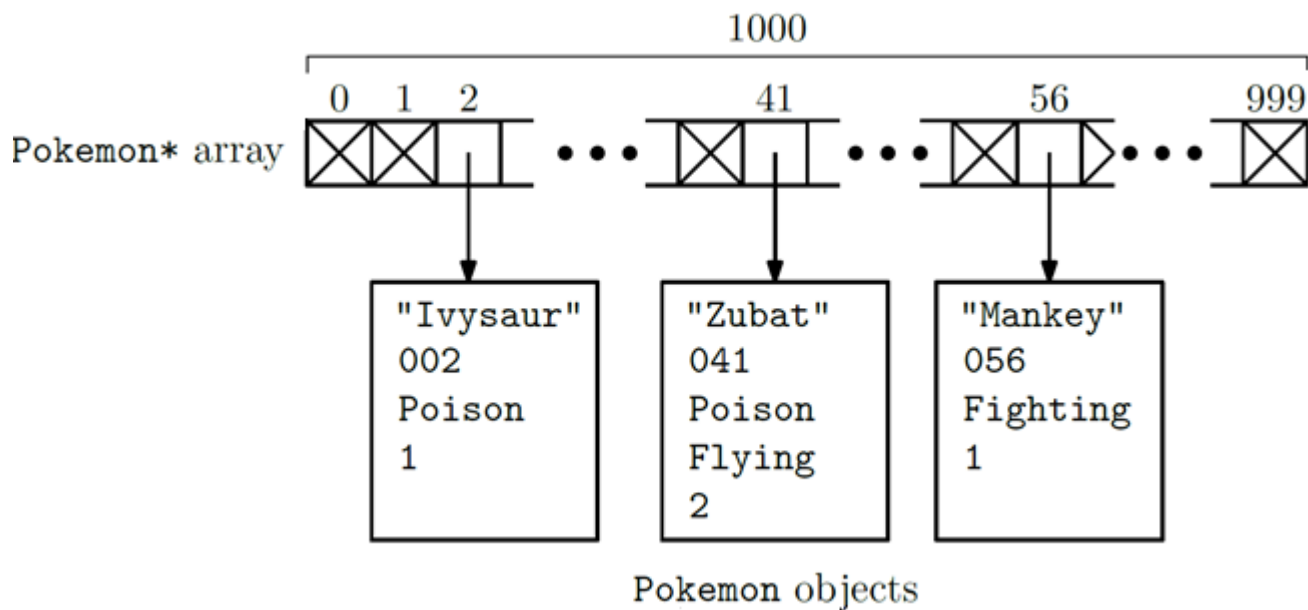 1000
0 1 2 41 56 999
Pokemon* array
"Ivysaur"
002
Poison
1
"Zubat"
041
Poison
Flying
2
"Mankey"
056
Fighting
1
Pokemon objects